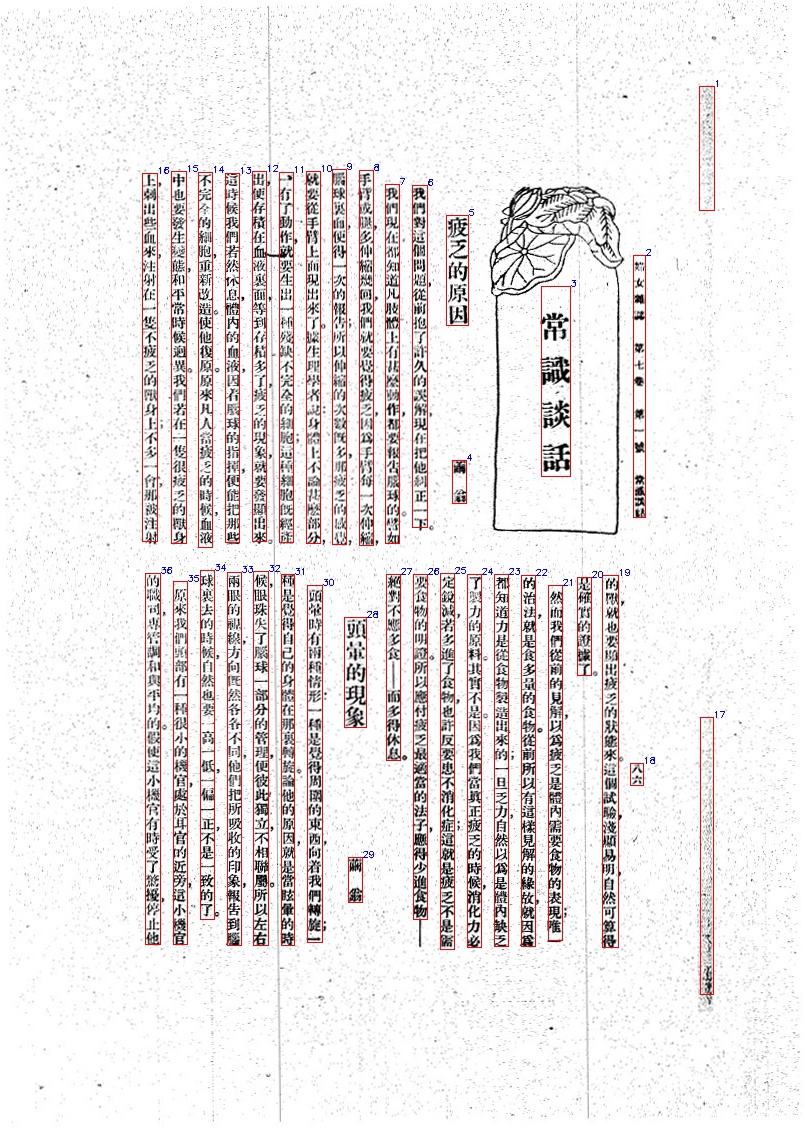 婦女雜誌　第七卷　第一號　常識談話
常識談話
疲乏的原因
繭翁
我們對這個問題從前抱了許久的誤解現在把他糾正一下。
我們現在都知道凡肢體上有甚麼動作都要報告腦球的譬如
手臂或腿多伸縮幾回我們就要覺得疲乏因爲手臂每一次伸縮，
腦球裏面便得一次的報告所以伸縮的次數旣多那疲乏的感覺，
就要從手臂上面現出來了。據生理學者說身體上不論甚麼部分，
一有了動作就要生出一種殘缺不完全的細胞；這種細胞旣經產
出便存積在血液裏面等到存積多了疲乏的現象就要發顯出來。
這時候我們若然休息體內的血液因着腦球的指揮便能把那些
不完全的細胞重新改造使他復原。原來凡人當疲乏的時候血液
中也要發生變態和平常時候迥異我們若在一隻很疲乏的獸身
上刺出些血來注射在一隻不疲乏的獸身上不多一會那被注射
八六
的獸就也要顯出疲乏的狀態來這個試驗淺顯易明自然可算得
是確實的證據了。
然而我們從前的見解以爲疲乏是體內需要食物的表現；唯一
的治法就是食多量的食物。從前所以有這樣見解的緣故就因爲
都知道力是從食物製造出來的；一旦乏力自然以爲是體內缺乏
了製力的原料。其實不是。因爲我們當眞正疲乏的時候消化力必
定銳減若多進了食物也許反要患不消化症；這就是疲乏不是需
要食物的明證。所以應付疲乏最適當的法子應得少進食物——
絕對不應多食——而多得休息。
頭暈的現象
繭翁
頭暈時有兩種情形一種是覺得周圍的東西向着我們轉旋；一
種是覺得自己的身體在那裏轉旋。論他的原因就是當眩暈的時
候眼珠失了腦球一部分的管理便彼此獨立不相聯屬。所以左右
兩眼的視線方向旣然各各不同他們把所吸收的印象報告到腦
球裏去的時候自然也要一高一低一偏一正不是一致的了。
原來我們頭部有一種很小的機官處於耳官的近旁這小機官
的職司專管調和與平均的假使這小機官有時受了驚擾停止他